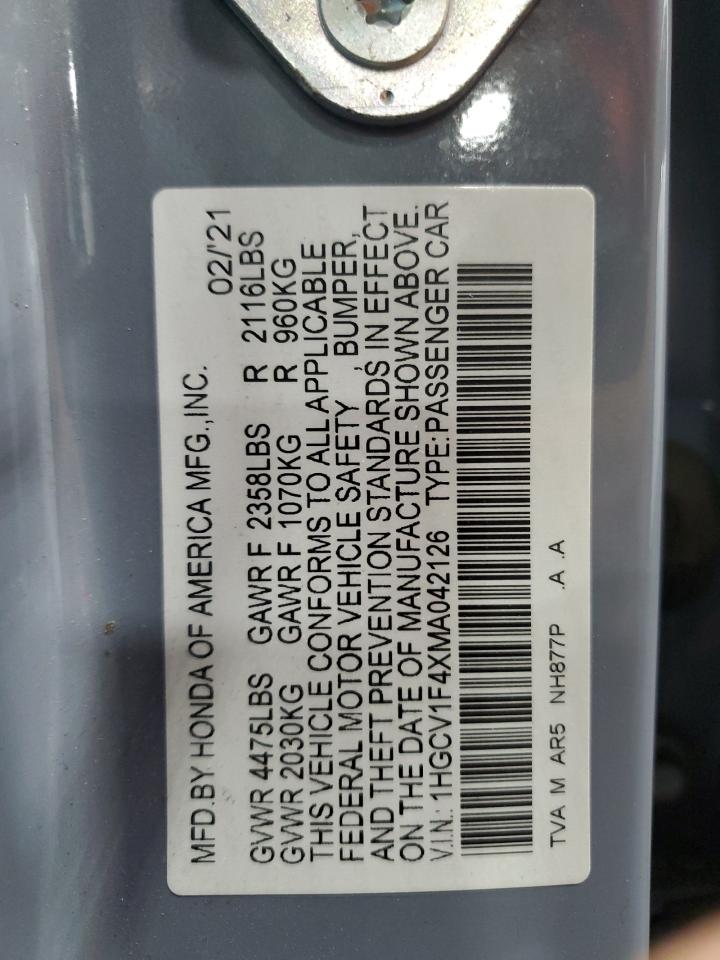 MFD.BY HONDA OF AMERICA MFG.,INC. 02/'21
GVWR 4475LBS GAWR F 2358LBS R 2116LBS
GVWR 2030KG GAWR F 1070KG R 960KG
THIS VEHICLE CONFORMS TO ALL APPLICABLE
FEDERAL MOTOR VEHICLE SAFETY , BUMPER,
AND THEFT PREVENTION STANDARDS IN EFFECT
ON THE DATE OF MANUFACTURE SHOWN ABOVE.
V.I.N.: 1HGCV1F4XMA042126 TYPE:PASSENGER CAR
TVA M AR5 NH877P .A .A